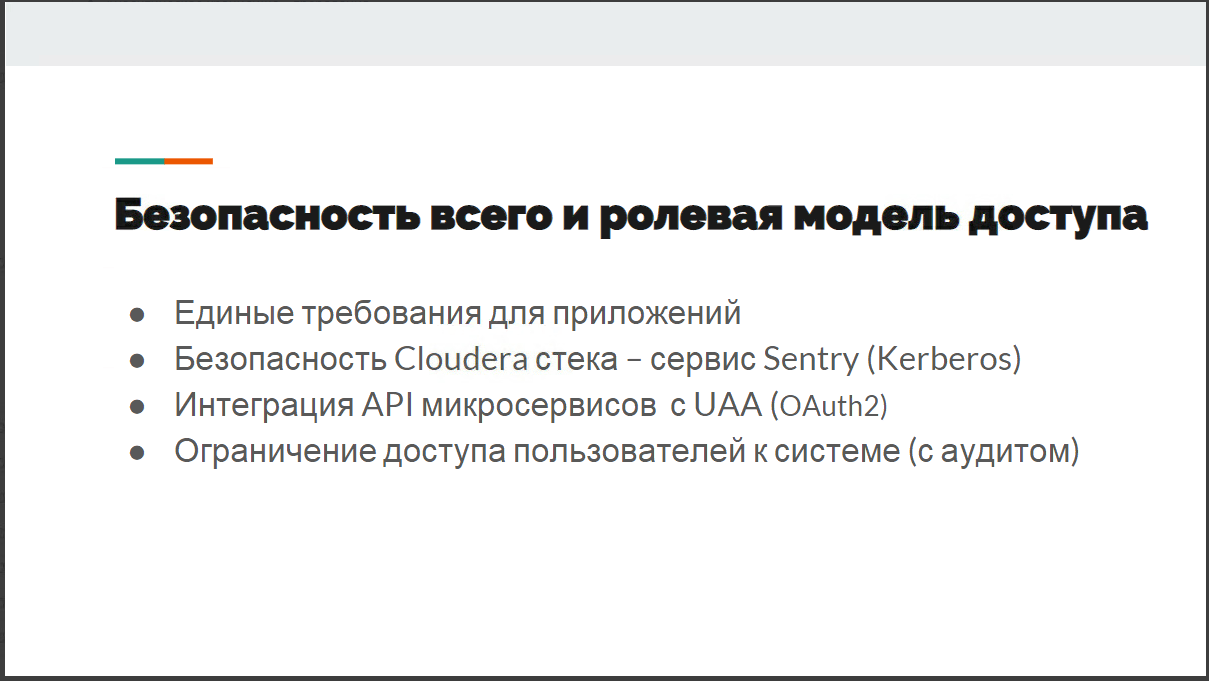 Безопасность всего и ролевая модель доступа
● Единые требования для приложений
● Безопасность Cloudera стека – сервис Sentry (Kerberos)
● Интеграция API микросервисов с UAA (OAuth2)
● Ограничение доступа пользователей к системе (с аудитом)